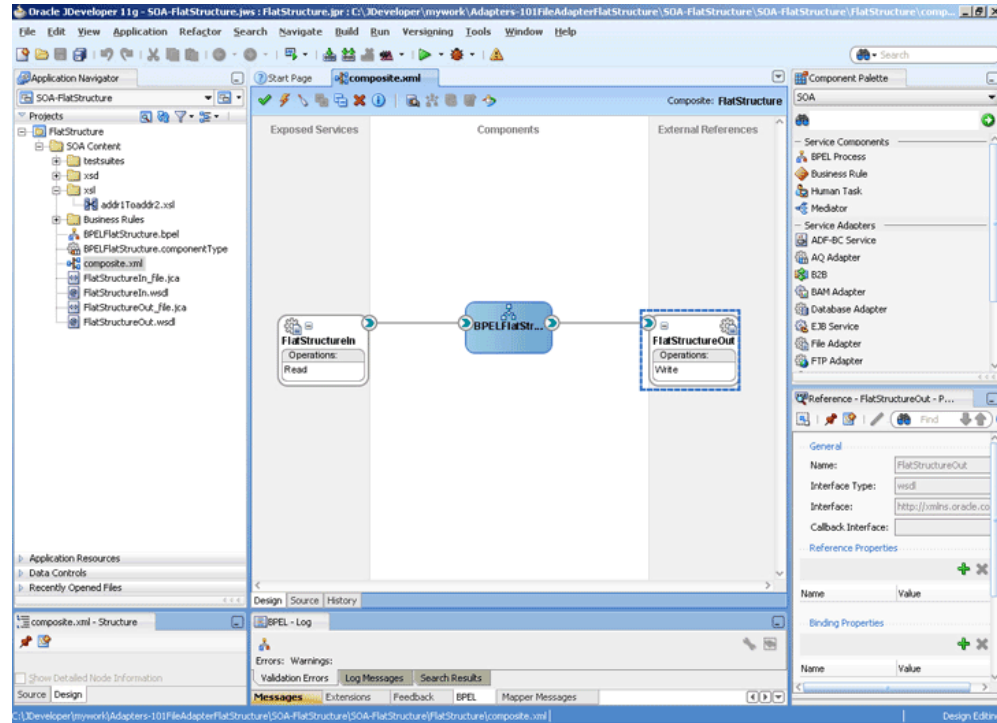 Oracle JDeveloper 11g - SOA-FlatStructure.jws : FlatStructure.jpr : C:\JDeveloper\mywork\Adapters-101FileAdapterFlatStructure\SOA-FlatStructure\SOA-FlatStructure\FlatStructure\comp...
File Edit View Application Refactor Search Navigate Build Run Versioning Tools Window Help
Search
Application Navigator
SOA-FlatStructure
Projects
FlatStructure
SOA Content
testsuites
xsd
xsl
addr1Toaddr2.xsl
Business Rules
BPELFlatStructure.bpel
BPELFlatStructure.componentType
composite.xml
FlatStructureIn_file.jca
FlatStructureIn.wsdl
FlatStructureOut_file.jca
FlatStructureOut.wsdl
Application Resources
Data Controls
Recently Opened Files
composite.xml - Structure
Show Detailed Node Information
Source Design
Start Page composite.xml
Composite: FlatStructure
Exposed Services Components External References
FlatStructureIn
Operations:
Read
BPELFlatStr...
FlatStructureOut
Operations:
Write
Design Source History
BPEL - Log
Errors: Warnings:
Validation Errors Log Messages Search Results
Messages Extensions Feedback BPEL Mapper Messages
Component Palette
SOA
Service Components
BPEL Process
Business Rule
Human Task
Mediator
Service Adapters
ADF-BC Service
AQ Adapter
B2B
BAM Adapter
Database Adapter
EJB Service
File Adapter
FTP Adapter
Reference - FlatStructureOut - P...
Find
General
Name: FlatStructureOut
Interface Type: wsdl
Interface: http://xmlns.oracle.co
Callback Interface:
Reference Properties
Name Value
Binding Properties
Name Value
C:\JDeveloper\mywork\Adapters-101FileAdapterFlatStructure\SOA-FlatStructure\SOA-FlatStructure\FlatStructure\composite.xml
Design Editin